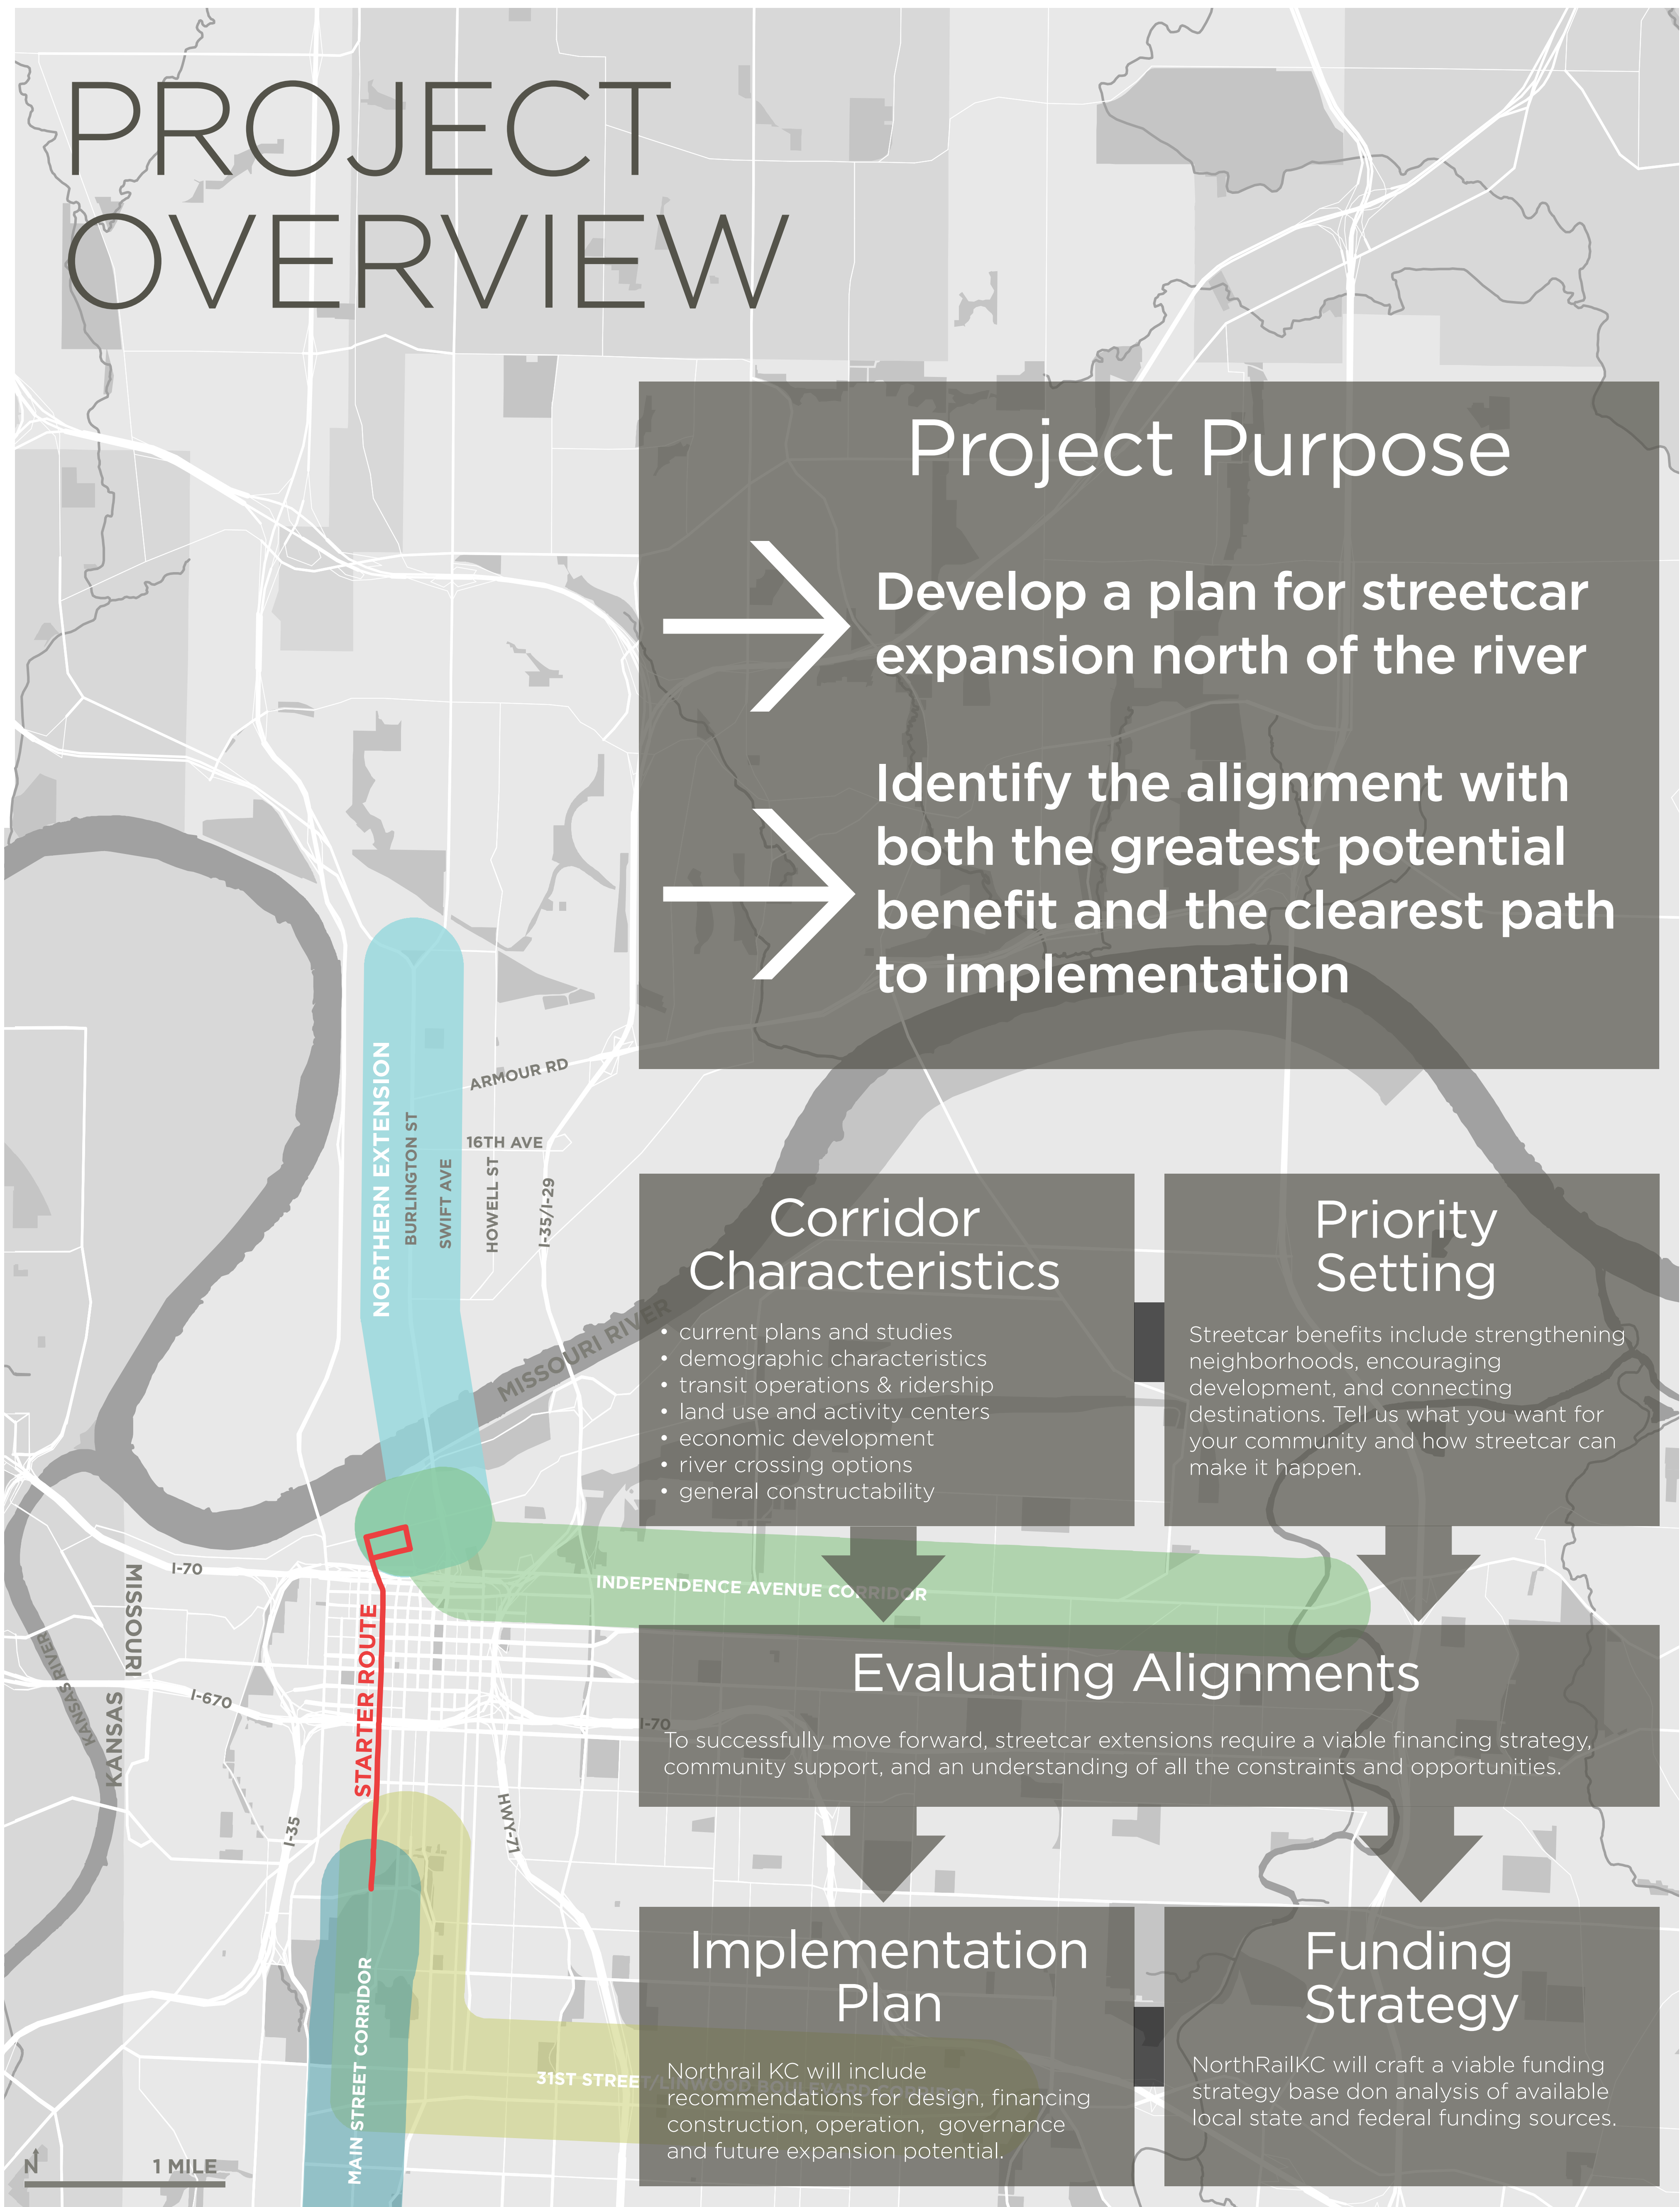 PROJECT
OVERVIEW
Project Purpose
Develop a plan for streetcar
expansion north of the river
Identify the alignment with
both the greatest potential
benefit and the clearest path
to implementation
NORTHERN EXTENSION
BURLINGTON ST
SWIFT AVE
HOWELL ST
I-35/I-29
ARMOUR RD
16TH AVE
MISSOURI RIVER
Corridor
Characteristics
• current plans and studies
• demographic characteristics
• transit operations & ridership
• land use and activity centers
• economic development
• river crossing options
• general constructability
Priority
Setting
Streetcar benefits include strengthening
neighborhoods, encouraging
development, and connecting
destinations. Tell us what you want for
your community and how streetcar can
make it happen.
I-70
MISSOURI
KANSAS
KANSAS RIVER
I-670
STARTER ROUTE
INDEPENDENCE AVENUE CORRIDOR
I-70
I-35
HWY-71
Evaluating Alignments
To successfully move forward, streetcar extensions require a viable financing strategy,
community support, and an understanding of all the constraints and opportunities.
MAIN STREET CORRIDOR
31ST STREET/LINWOOD BOULEVARD CORRIDOR
Implementation
Plan
Northrail KC will include
recommendations for design, financing
construction, operation, governance
and future expansion potential.
Funding
Strategy
NorthRailKC will craft a viable funding
strategy base don analysis of available
local state and federal funding sources.
N
1 MILE